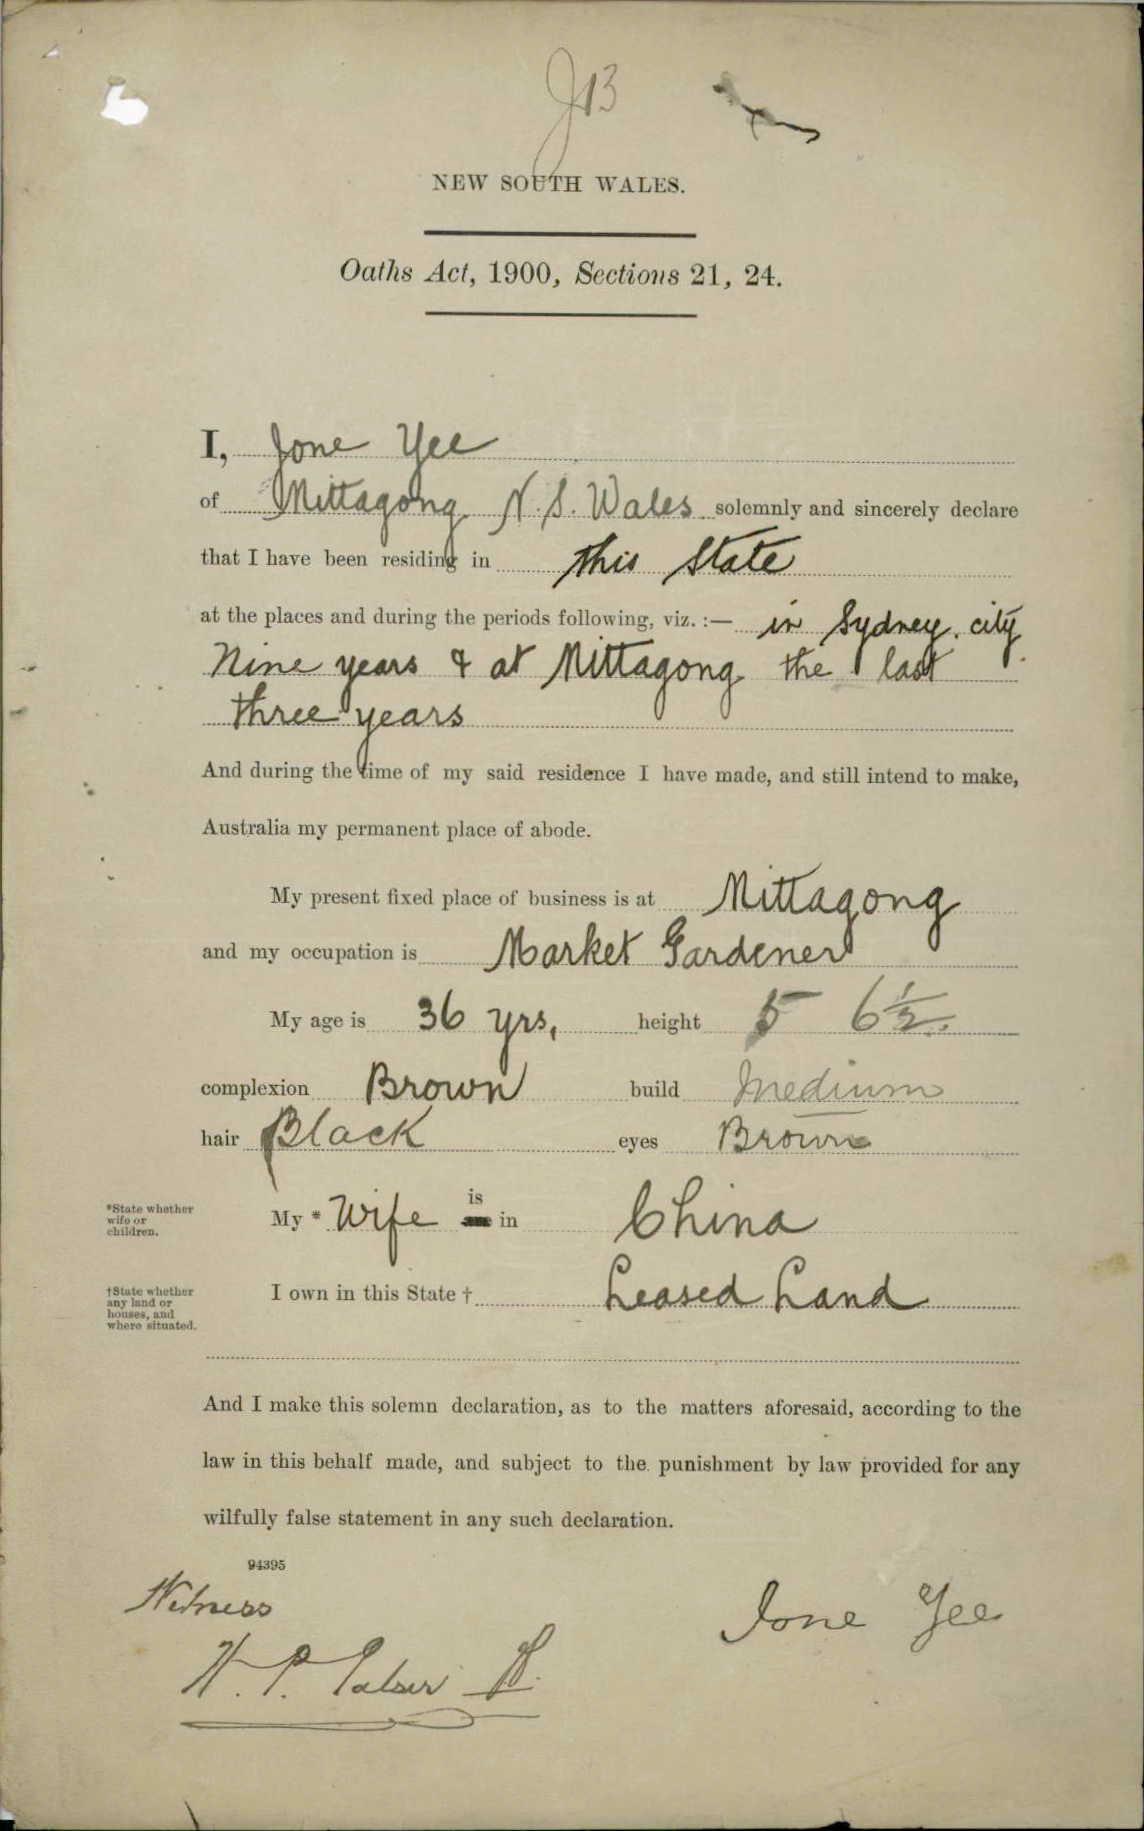 J13
NEW SOUTH WALES.
Oaths Act, 1900, Sections 21, 24.
I, Jone Yee
of Mittagong N. S. Wales solemnly and sincerely declare
that I have been residing in this State
at the places and during the periods following, viz. :— in Sydney. city
Nine years & at Mittagong the last
three years
And during the time of my said residence I have made, and still intend to make,
Australia my permanent place of abode.
My present fixed place of business is at Mittagong
and my occupation is Market Gardener
My age is 36 yrs, height 5 6½.
complexion Brown build Medium
hair Black eyes Brown
*State whether
wife or
children.
My * Wife is are in China
†State whether
any land or
houses, and
where situated.
I own in this State † Leased Land
And I make this solemn declaration, as to the matters aforesaid, according to the
law in this behalf made, and subject to the punishment by law provided for any
wilfully false statement in any such declaration.
94395
Witness
Jone Yee
H. P.